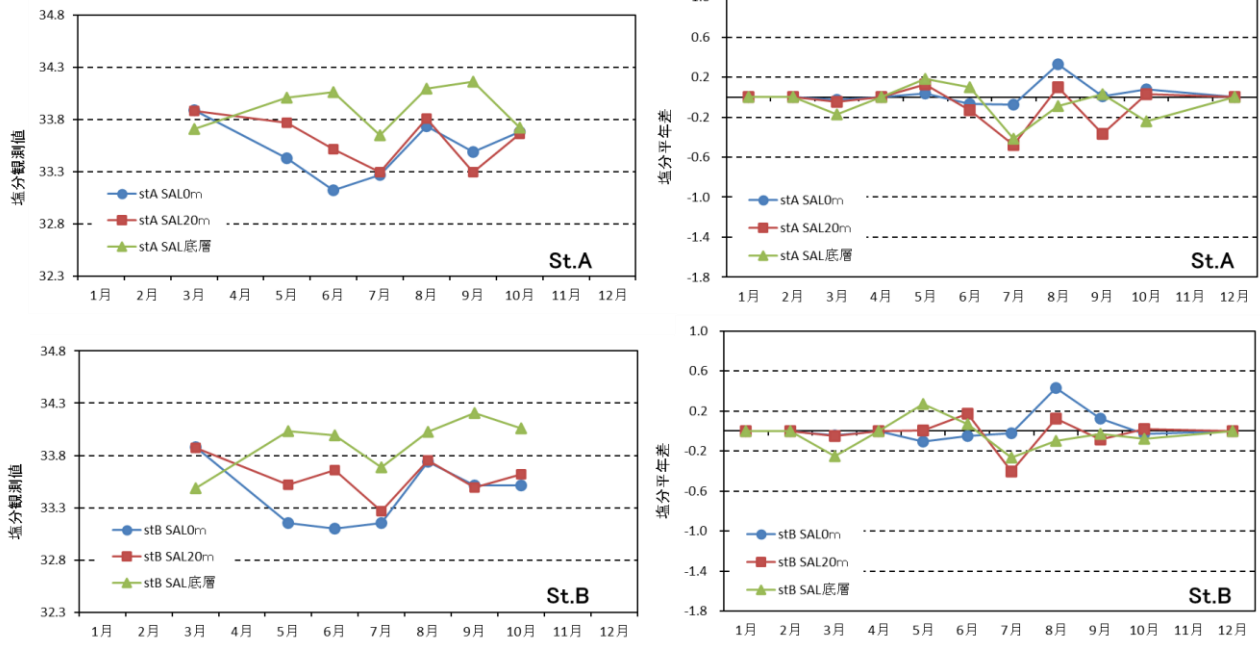 34.8
34.3
33.8
33.3
32.8
32.3
塩分観測値
stA SAL0m
stA SAL20m
stA SAL底層
St.A
1月 2月 3月 4月 5月 6月 7月 8月 9月 10月 11月 12月
1.0
0.6
0.2
-0.2
-0.6
-1.0
-1.4
-1.8
塩分平年差
stA SAL0m
stA SAL20m
stA SAL底層
St.A
1月 2月 3月 4月 5月 6月 7月 8月 9月 10月 11月 12月
34.8
34.3
33.8
33.3
32.8
32.3
塩分観測値
stB SAL0m
stB SAL20m
stB SAL底層
St.B
1月 2月 3月 4月 5月 6月 7月 8月 9月 10月 11月 12月
1.0
0.6
0.2
-0.2
-0.6
-1.0
-1.4
-1.8
塩分平年差
stB SAL0m
stB SAL20m
stB SAL底層
St.B
1月 2月 3月 4月 5月 6月 7月 8月 9月 10月 11月 12月